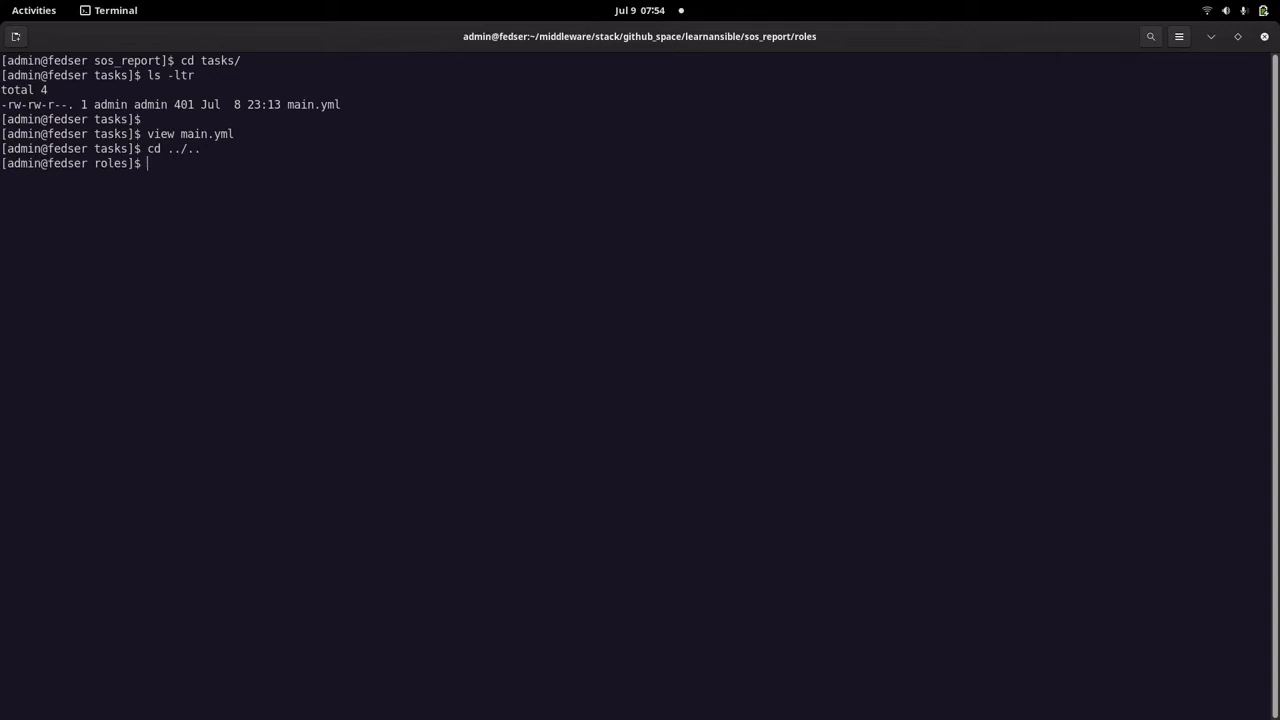 Activities
Terminal
Jul 9 07:54
admin@fedser:~/middleware/stack/github_space/learnansible/sos_report/roles
[admin@fedser sos_report]$ cd tasks/
[admin@fedser tasks]$ ls -ltr
total 4
-rw-rw-r--. 1 admin admin 401 Jul  8 23:13 main.yml
[admin@fedser tasks]$
[admin@fedser tasks]$ view main.yml
[admin@fedser tasks]$ cd ../..
[admin@fedser roles]$